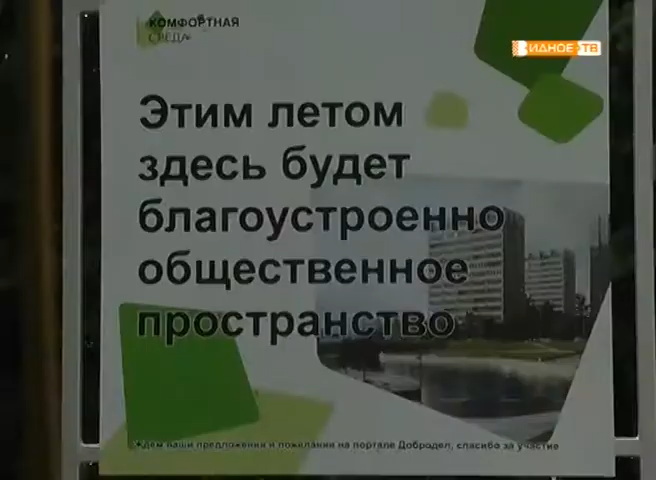 КОМФОРТНАЯ
СРЕДА
ВИДНОЕ ТВ
Этим летом
здесь будет
благоустроенно
общественное
пространство
Ждем ваши предложения и пожелания на портале Добродел, спасибо за участие